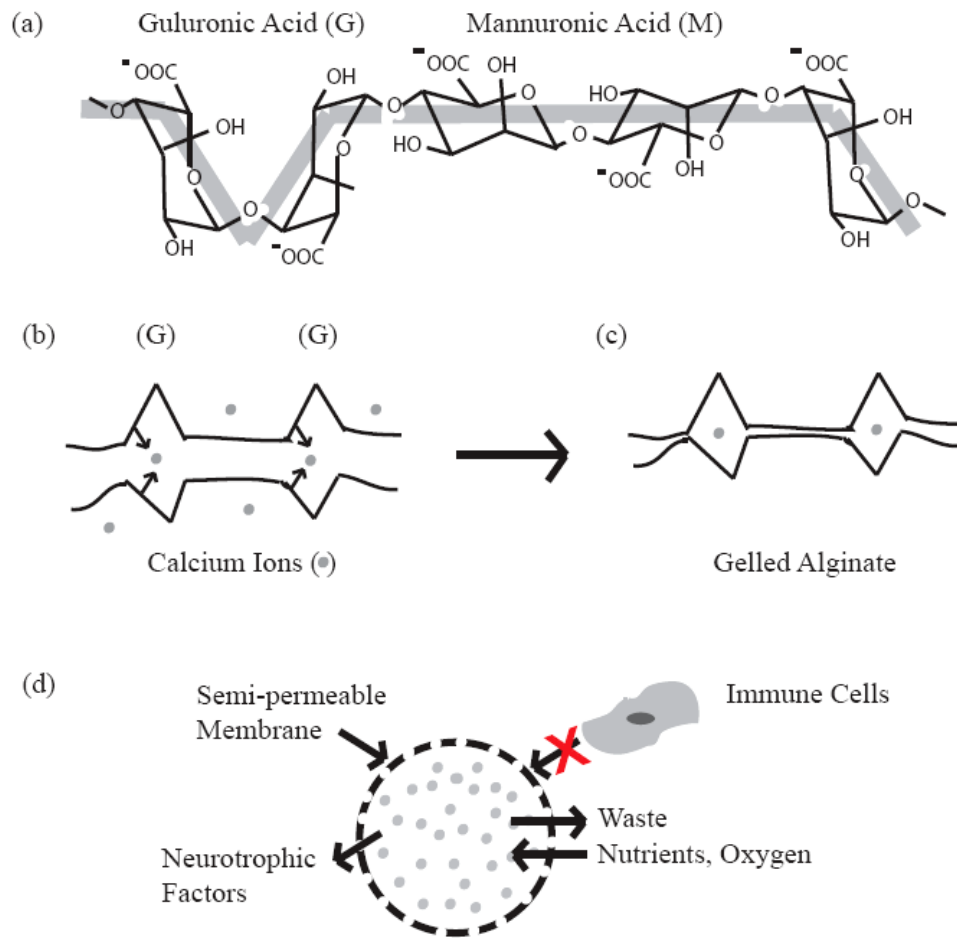 (a)
Guluronic Acid (G)
Mannuronic Acid (M)
-OOC
OH
-OOC
OH
-OOC
O
OH
O
O
O
O
HO
O
O
OH
O
O
HO
O
O
-OOC
OH
O
O
OH
-OOC
OH
(b)
(G)
(G)
(c)
Calcium Ions ( )
Gelled Alginate
(d)
Semi-permeable
Membrane
Immune Cells
Waste
Nutrients, Oxygen
Neurotrophic
Factors